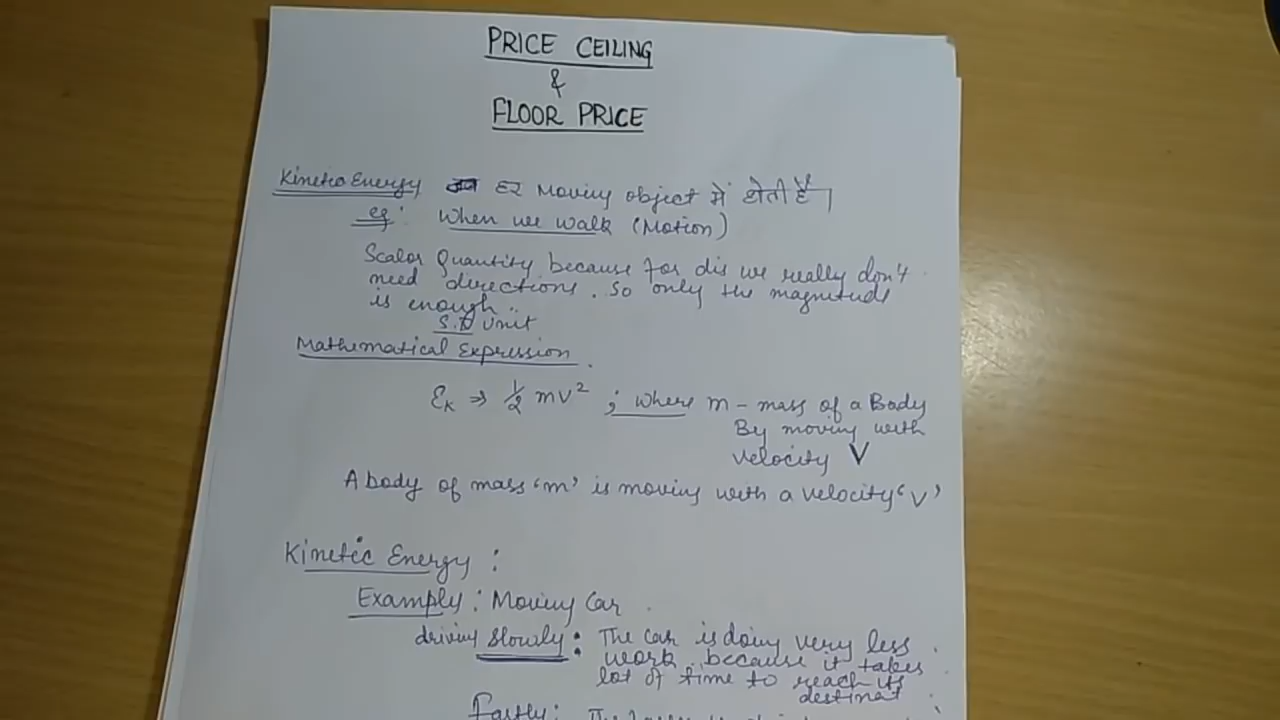 PRICE CEILING
&
FLOOR PRICE
Kinetic Energy हर moving object में होती है।
eg: when we walk (Motion)
Scalar Quantity because for dis we really don't
need directions. So only the magnitude
is enough.
S.I unit
Mathematical Expression.
Ek ⇒ 1/2 mv² ; where m - mass of a Body
By moving with
velocity V
A body of mass 'm' is moving with a velocity 'v'
Kinetic Energy :
Examply : Moving Car
driving slowly : The car is doing very less
work because it takes
lot of time to reach its
destinat
Fastly : The